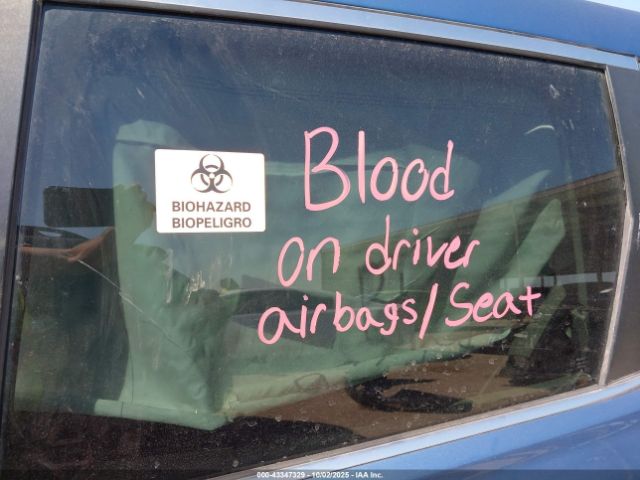 BIOHAZARD
BIOPELIGRO
Blood
on driver
airbags/Seat
000-43347329 - 10/02/2025 - IAA Inc.